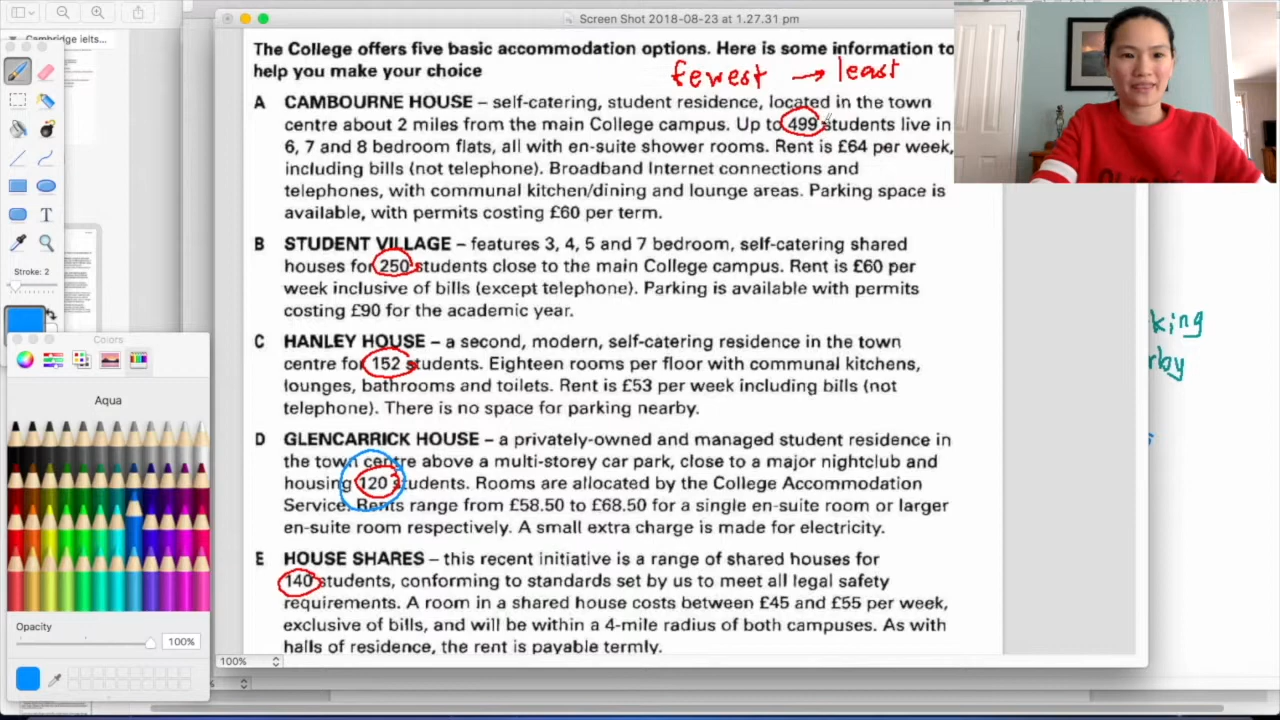 Screen Shot 2018-08-23 at 1.27.31 pm
Cambridge ielts...
The College offers five basic accommodation options. Here is some information to
help you make your choice
fewest → least
A CAMBOURNE HOUSE – self-catering, student residence, located in the town
centre about 2 miles from the main College campus. Up to 499 students live in
6, 7 and 8 bedroom flats, all with en-suite shower rooms. Rent is £64 per week,
including bills (not telephone). Broadband Internet connections and
telephones, with communal kitchen/dining and lounge areas. Parking space is
available, with permits costing £60 per term.
B STUDENT VILLAGE – features 3, 4, 5 and 7 bedroom, self-catering shared
houses for 250 students close to the main College campus. Rent is £60 per
week inclusive of bills (except telephone). Parking is available with permits
costing £90 for the academic year.
C HANLEY HOUSE – a second, modern, self-catering residence in the town
centre for 152 students. Eighteen rooms per floor with communal kitchens,
lounges, bathrooms and toilets. Rent is £53 per week including bills (not
telephone). There is no space for parking nearby.
D GLENCARRICK HOUSE – a privately-owned and managed student residence in
the town centre above a multi-storey car park, close to a major nightclub and
housing 120 students. Rooms are allocated by the College Accommodation
Service. Rents range from £58.50 to £68.50 for a single en-suite room or larger
en-suite room respectively. A small extra charge is made for electricity.
E HOUSE SHARES – this recent initiative is a range of shared houses for
140 students, conforming to standards set by us to meet all legal safety
requirements. A room in a shared house costs between £45 and £55 per week,
exclusive of bills, and will be within a 4-mile radius of both campuses. As with
halls of residence, the rent is payable termly.
100%
Stroke: 2
T
Colors
Aqua
Opacity
100%
king
rby